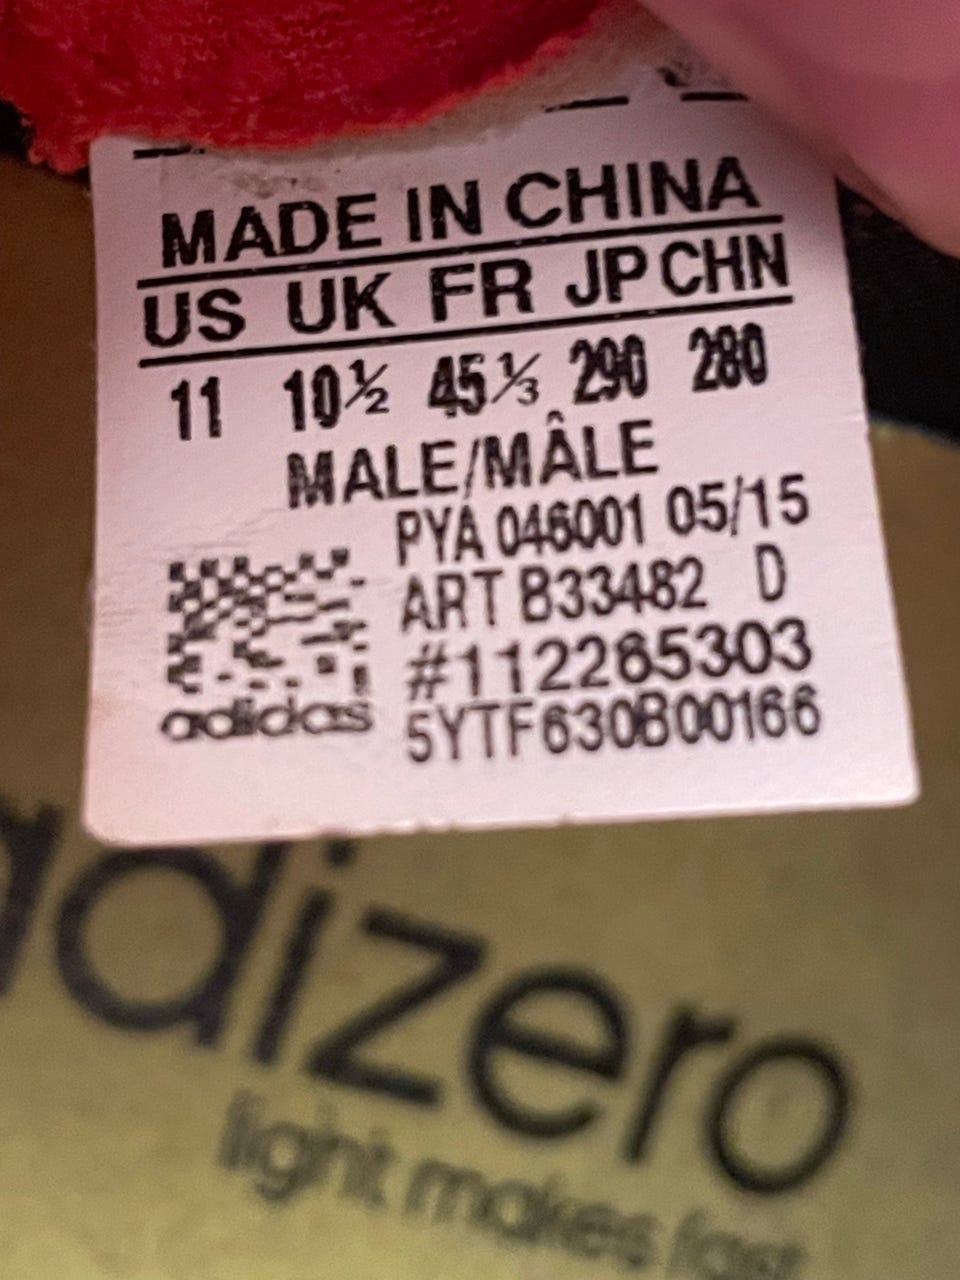 MADE IN CHINA
US UK FR JP CHN
11 10½ 45⅓ 290 280
MALE/MÂLE
PYA 046001 05/15
ART B33482 D
#112265303
5YTF630B00166
adidas
adizero
light makes fast